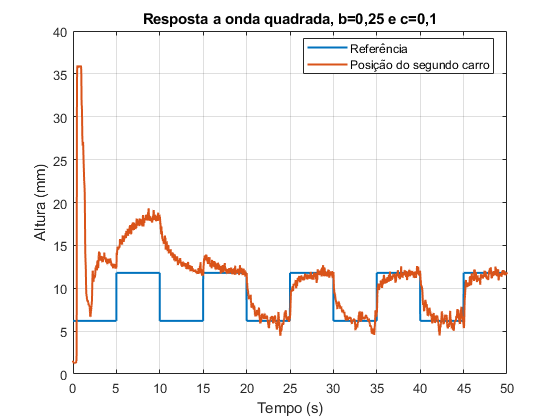 Resposta a onda quadrada, b=0,25 e c=0,1
Referência
Posição do segundo carro
Altura (mm)
40
35
30
25
20
15
10
5
0
0 5 10 15 20 25 30 35 40 45 50
Tempo (s)